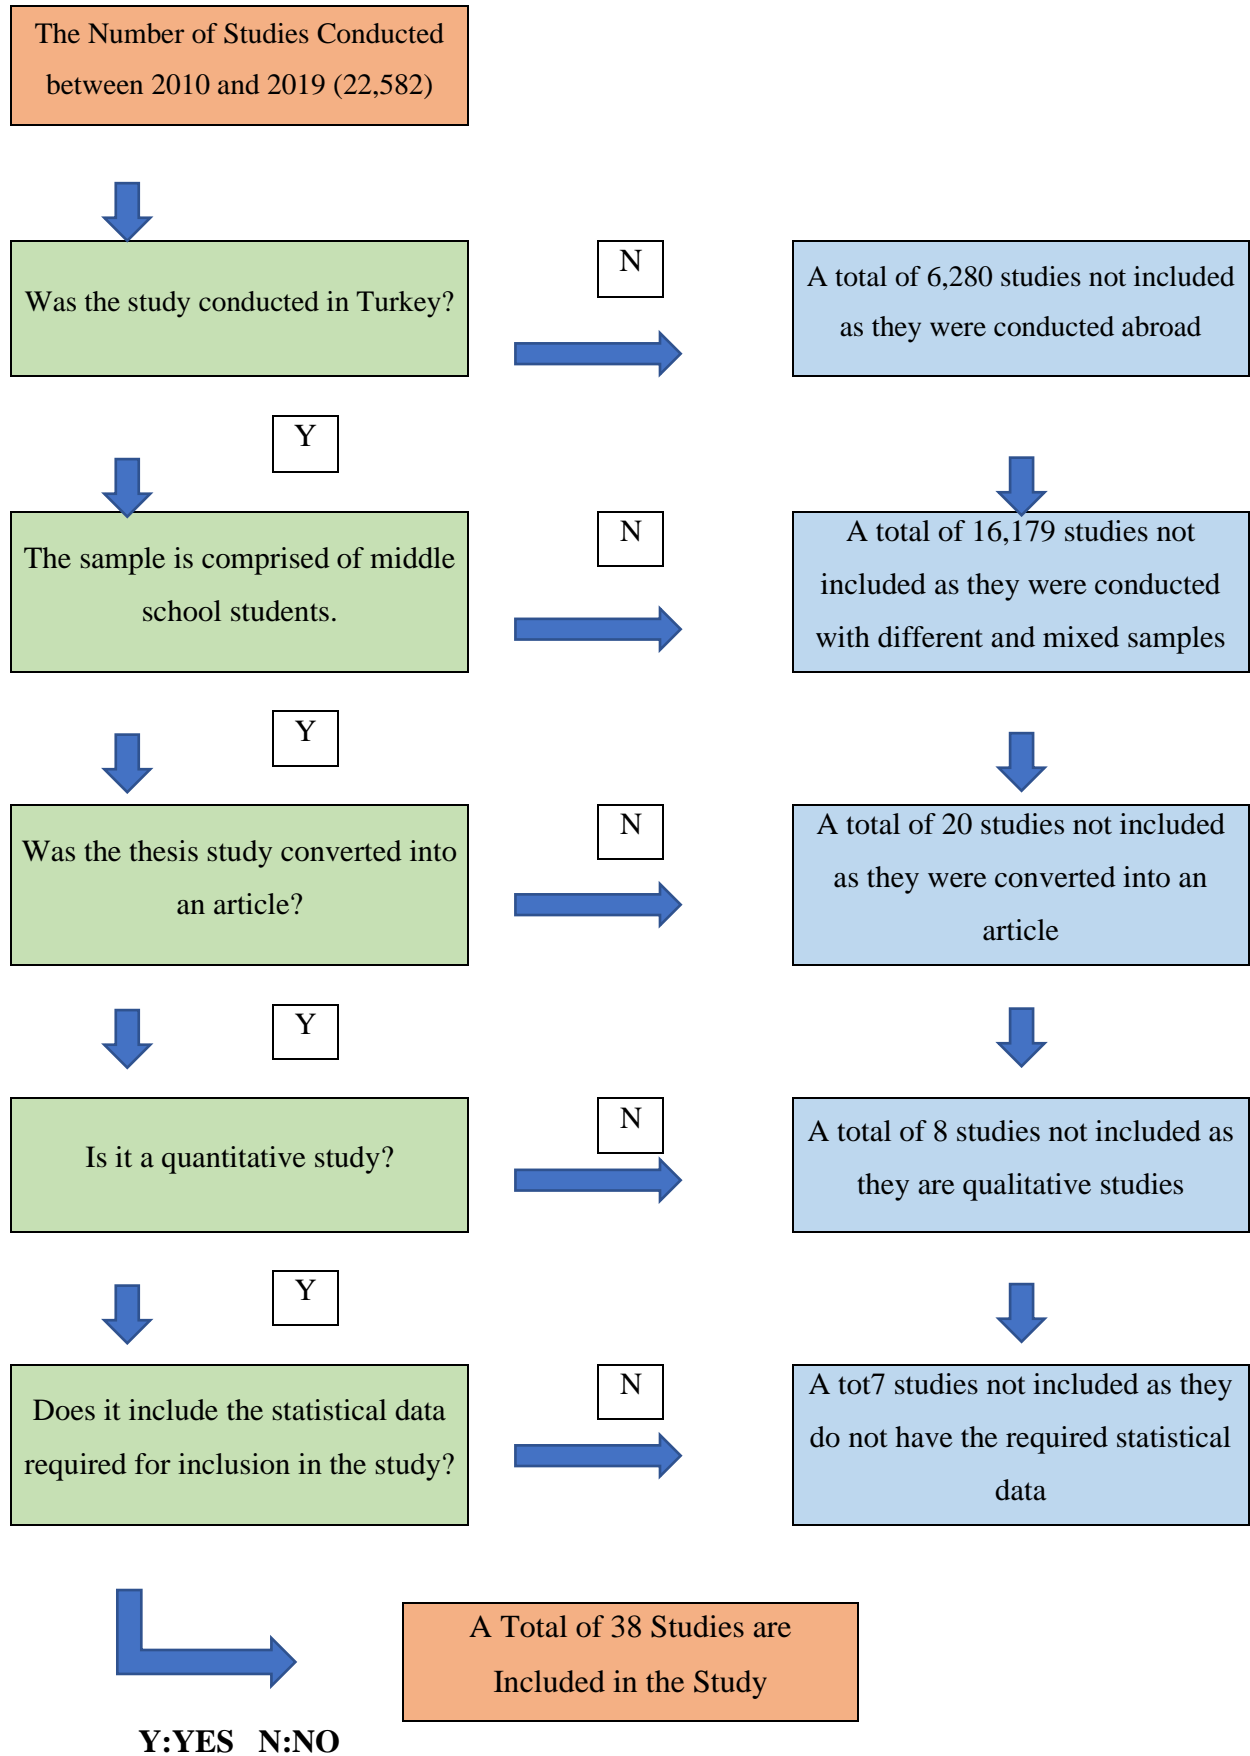 The Number of Studies Conducted
between 2010 and 2019 (22,582)
Was the study conducted in Turkey?
N
A total of 6,280 studies not included
as they were conducted abroad
Y
The sample is comprised of middle
school students.
N
A total of 16,179 studies not
included as they were conducted
with different and mixed samples
Y
Was the thesis study converted into
an article?
N
A total of 20 studies not included
as they were converted into an
article
Y
Is it a quantitative study?
N
A total of 8 studies not included as
they are qualitative studies
Y
Does it include the statistical data
required for inclusion in the study?
N
A tot7 studies not included as they
do not have the required statistical
data
A Total of 38 Studies are
Included in the Study
Y:YES N:NO